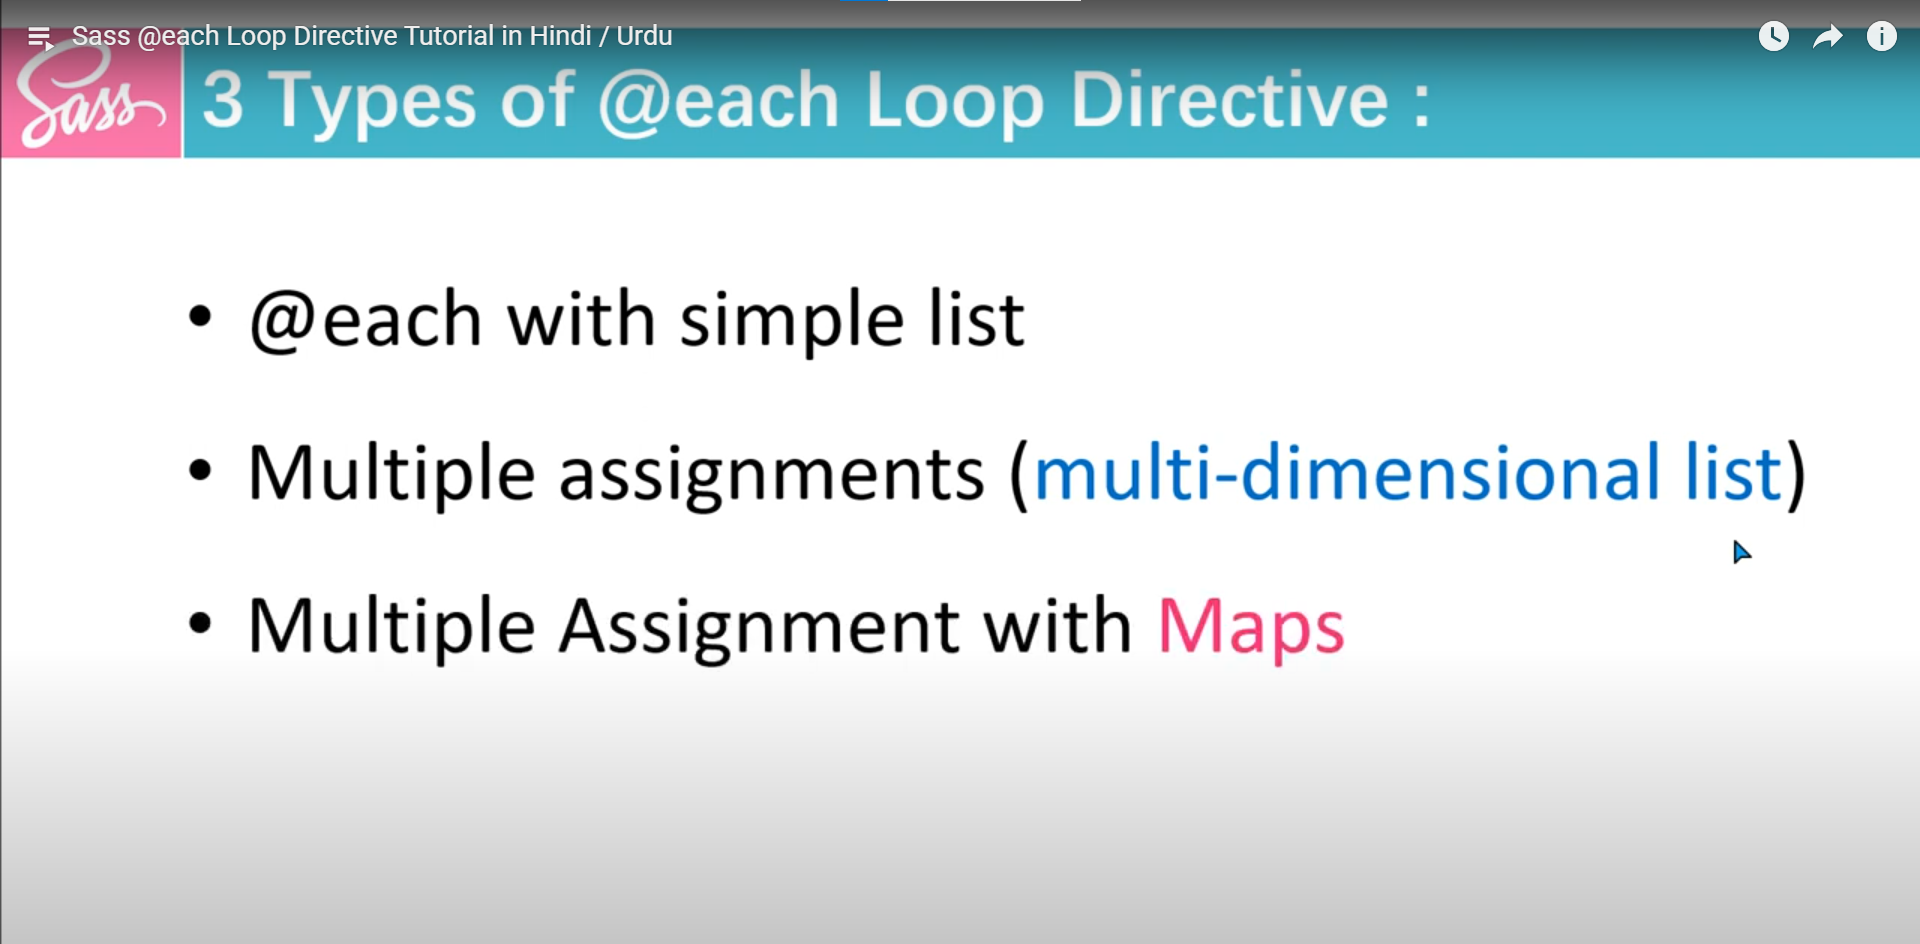 Sass @each Loop Directive Tutorial in Hindi / Urdu
Sass
3 Types of @each Loop Directive :
• @each with simple list
• Multiple assignments (multi-dimensional list)
• Multiple Assignment with Maps